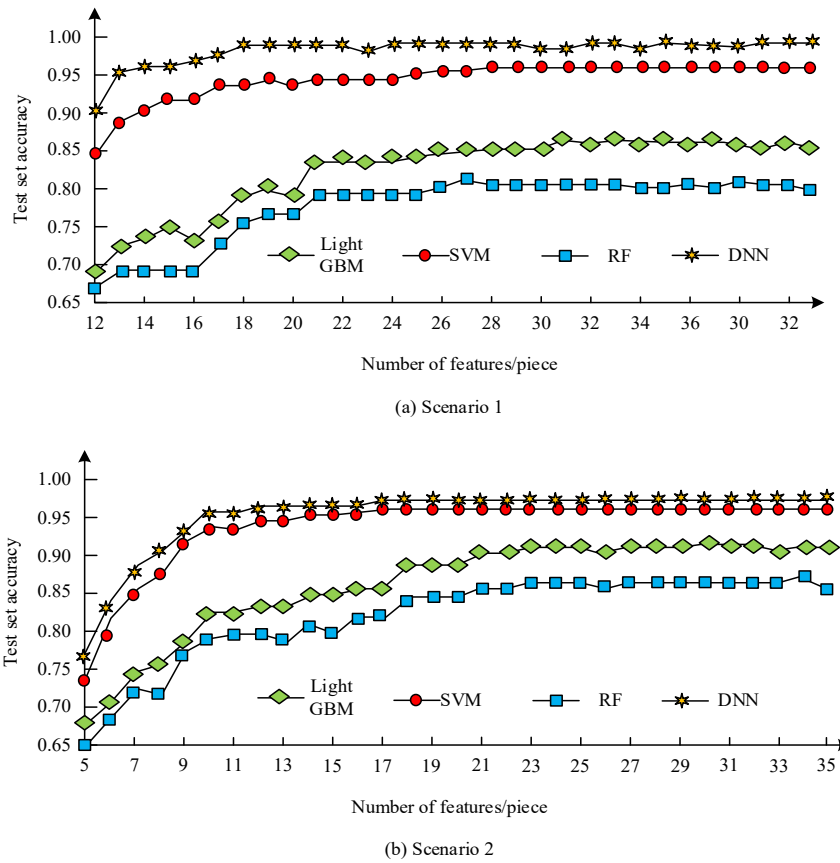 1.00
0.95
0.90
0.85
0.80
0.75
0.70
0.65
Test set accuracy
Light
GBM
SVM
RF
DNN
12 14 16 18 20 22 24 26 28 30 32 34 36 30 32
Number of features/piece
(a) Scenario 1
1.00
0.95
0.90
0.85
0.80
0.75
0.70
0.65
Test set accuracy
Light
GBM
SVM
RF
DNN
5 7 9 11 13 15 17 19 21 23 25 27 29 31 33 35
Number of features/piece
(b) Scenario 2